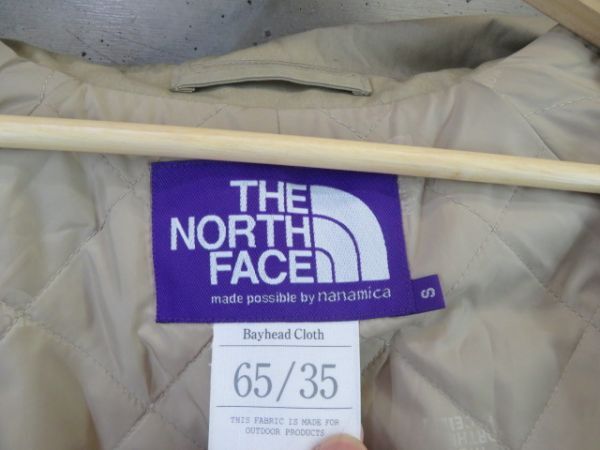 THE
NORTH
FACE
made possible by nanamica
S
Bayhead Cloth
65/35
THIS FABRIC IS MADE FOR
OUTDOOR PRODUCTS